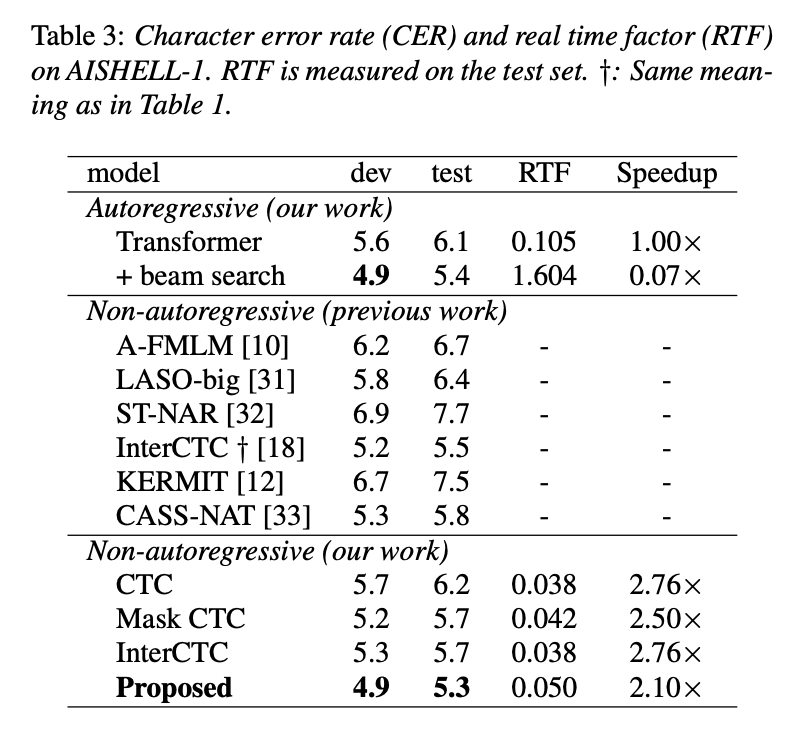 Table 3: Character error rate (CER) and real time factor (RTF)
on AISHELL-1. RTF is measured on the test set. †: Same mean-
ing as in Table 1.
model dev test RTF Speedup
Autoregressive (our work)
Transformer 5.6 6.1 0.105 1.00×
+ beam search 4.9 5.4 1.604 0.07×
Non-autoregressive (previous work)
A-FMLM [10] 6.2 6.7 - -
LASO-big [31] 5.8 6.4 - -
ST-NAR [32] 6.9 7.7 - -
InterCTC † [18] 5.2 5.5 - -
KERMIT [12] 6.7 7.5 - -
CASS-NAT [33] 5.3 5.8 - -
Non-autoregressive (our work)
CTC 5.7 6.2 0.038 2.76×
Mask CTC 5.2 5.7 0.042 2.50×
InterCTC 5.3 5.7 0.038 2.76×
Proposed 4.9 5.3 0.050 2.10×